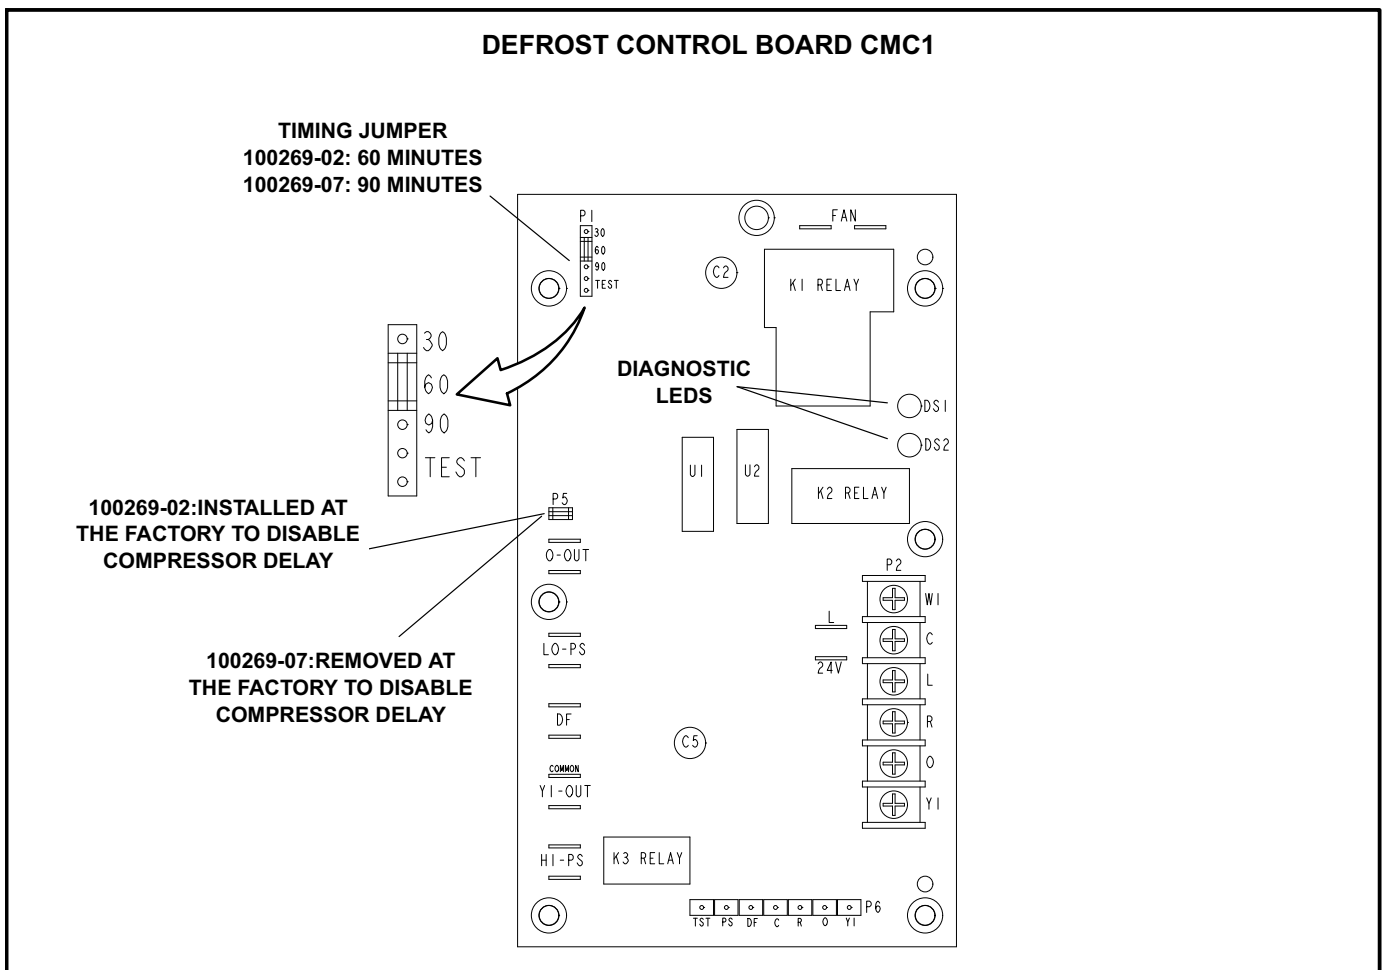 DEFROST CONTROL BOARD CMC1
TIMING JUMPER
100269-02: 60 MINUTES
100269-07: 90 MINUTES
P1
30
60
90
TEST
FAN
C2
K1 RELAY
30
60
90
TEST
DIAGNOSTIC
LEDS
DS1
DS2
U1
U2
K2 RELAY
100269-02:INSTALLED AT
THE FACTORY TO DISABLE
COMPRESSOR DELAY
P5
O-OUT
P2
W1
C
L
R
O
Y1
L
24V
100269-07:REMOVED AT
THE FACTORY TO DISABLE
COMPRESSOR DELAY
LO-PS
DF
C5
COMMON
Y1-OUT
HI-PS
K3 RELAY
P6
TST PS DF C R O Y1